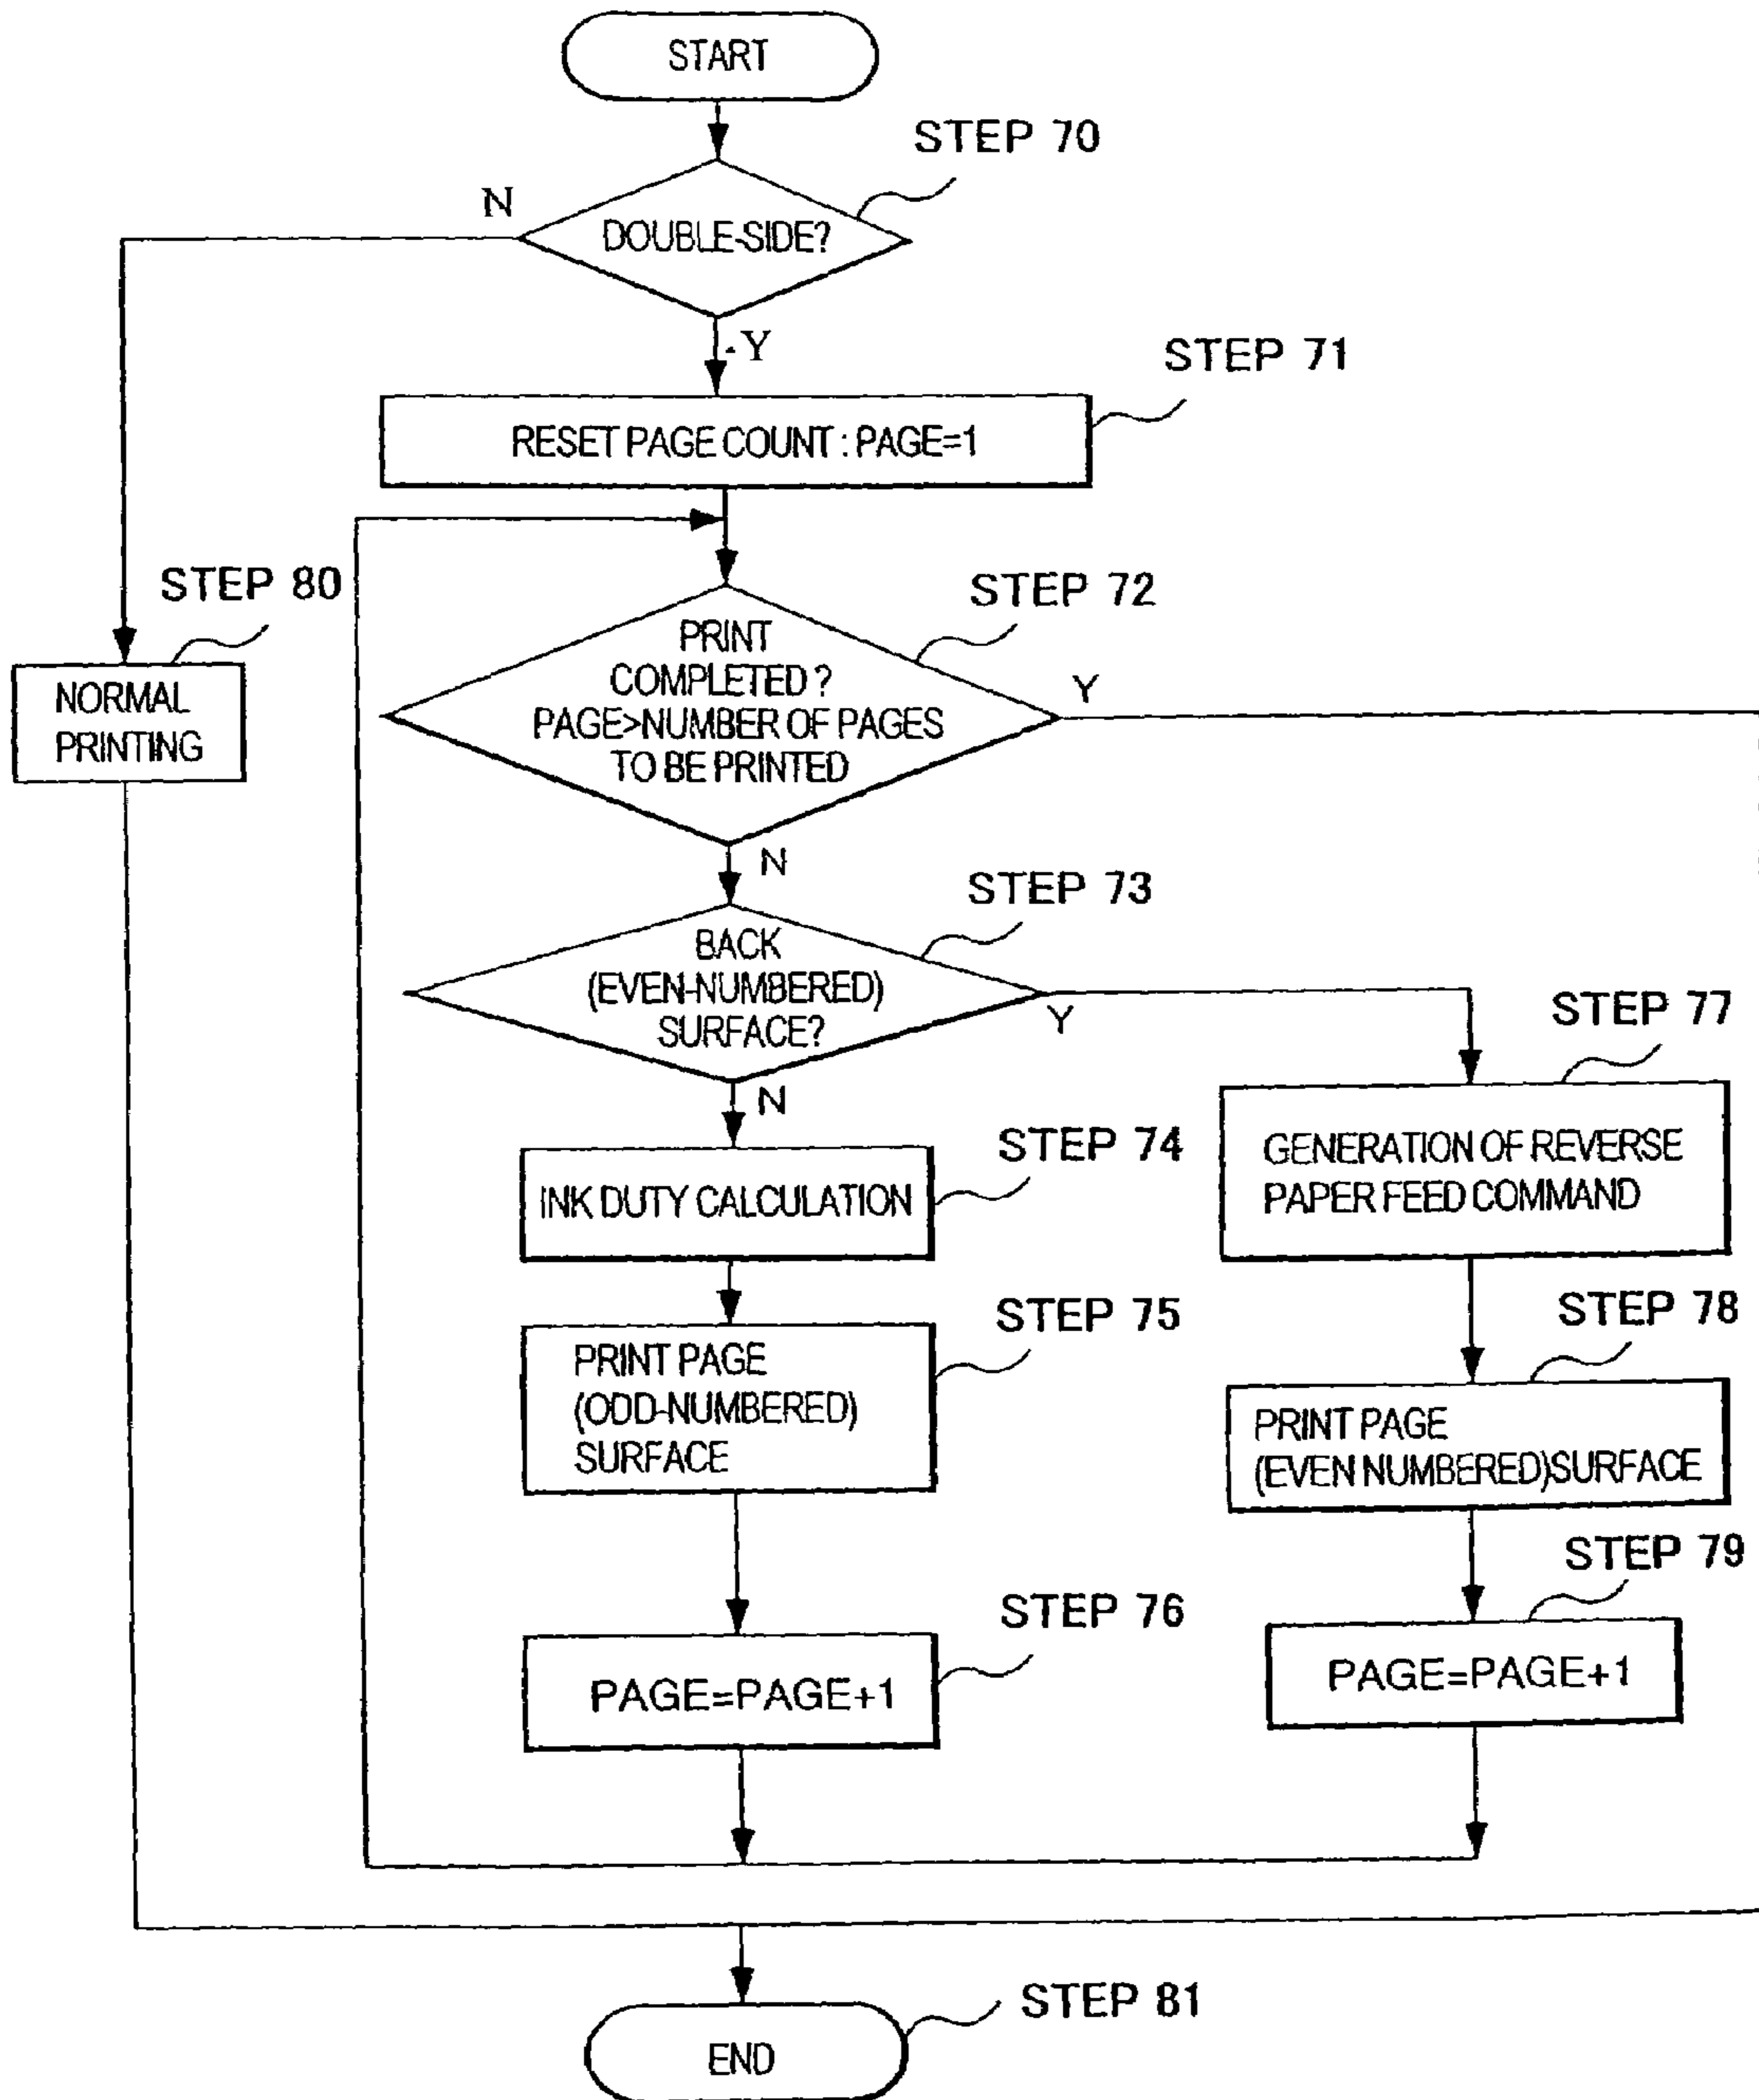 START
STEP 70
N
DOUBLE-SIDE?
Y
STEP 71
RESET PAGE COUNT : PAGE=1
STEP 80
NORMAL
PRINTING
STEP 72
PRINT
COMPLETED ?
PAGE>NUMBER OF PAGES
TO BE PRINTED
Y
N
STEP 73
BACK
(EVEN-NUMBERED)
SURFACE?
Y
N
STEP 74
INK DUTY CALCULATION
STEP 75
PRINT PAGE
(ODD-NUMBERED)
SURFACE
STEP 76
PAGE=PAGE+1
STEP 77
GENERATION OF REVERSE
PAPER FEED COMMAND
STEP 78
PRINT PAGE
(EVEN NUMBERED)SURFACE
STEP 79
PAGE=PAGE+1
STEP 81
END